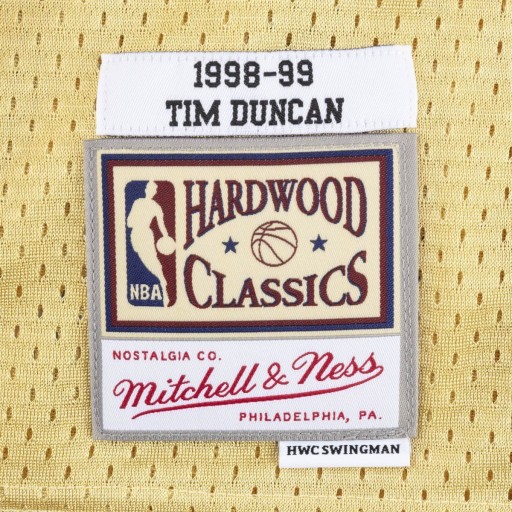 1998-99
TIM DUNCAN
HARDWOOD
NBA
CLASSICS
NOSTALGIA CO.
Mitchell & Ness
PHILADELPHIA, PA.
HWC SWINGMAN